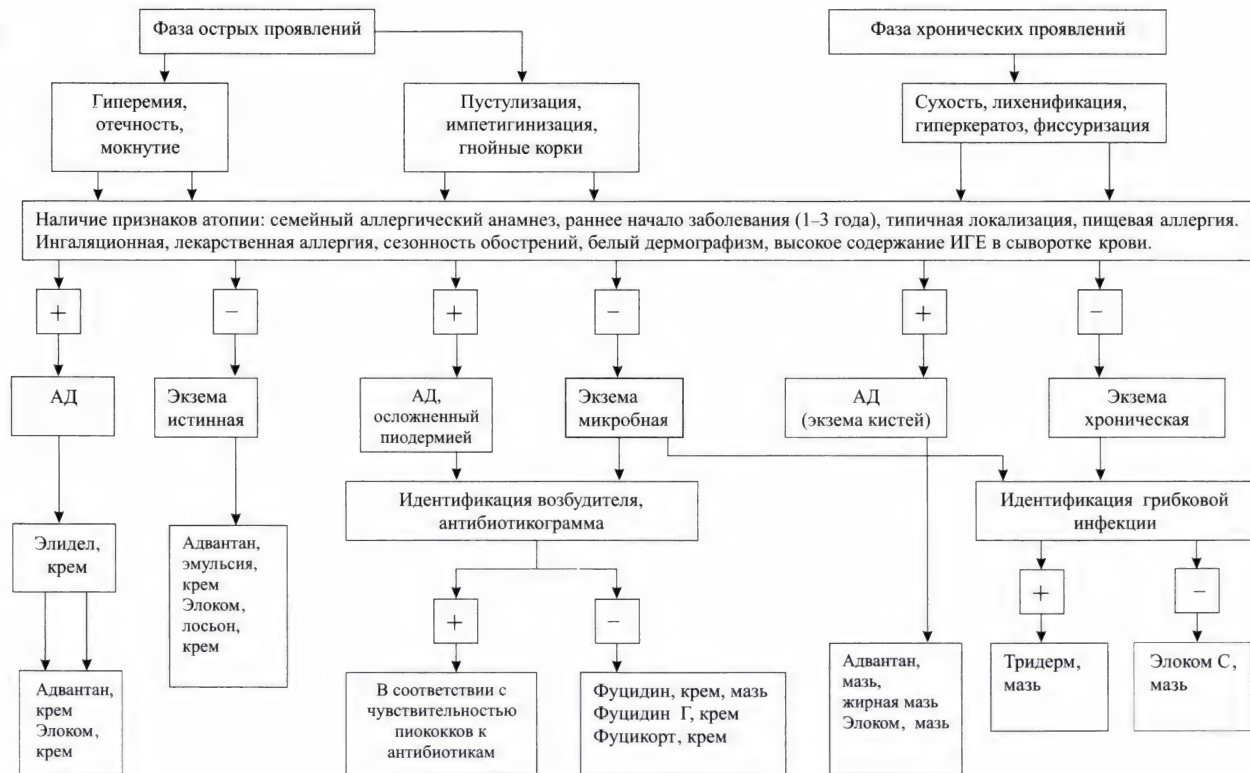 Фаза острых проявлений
Фаза хронических проявлений
Гиперемия,
отечность,
мокнутие
Пустулизация,
импетигинизация,
гнойные корки
Сухость, лихенификация,
гиперкератоз, фиссуризация
Наличие признаков атопии: семейный аллергический анамнез, раннее начало заболевания (1–3 года), типичная локализация, пищевая аллергия.
Ингаляционная, лекарственная аллергия, сезонность обострений, белый дермографизм, высокое содержание ИГЕ в сыворотке крови.
+
–
+
–
+
–
АД
Экзема
истинная
АД,
осложненный
пиодермией
Экзема
микробная
АД
(экзема кистей)
Экзема
хроническая
Идентификация возбудителя,
антибиотикограмма
Идентификация грибковой
инфекции
Элидел,
крем
Адвантан,
эмульсия,
крем
Элоком,
лосьон,
крем
+
–
+
–
Адвантан,
крем
Элоком,
крем
В соответствии с
чувствительностью
пиококков к
антибиотикам
Фуцидин, крем, мазь
Фуцидин Г, крем
Фуцикорт, крем
Адвантан,
мазь,
жирная мазь
Элоком, мазь
Тридерм,
мазь
Элоком С,
мазь